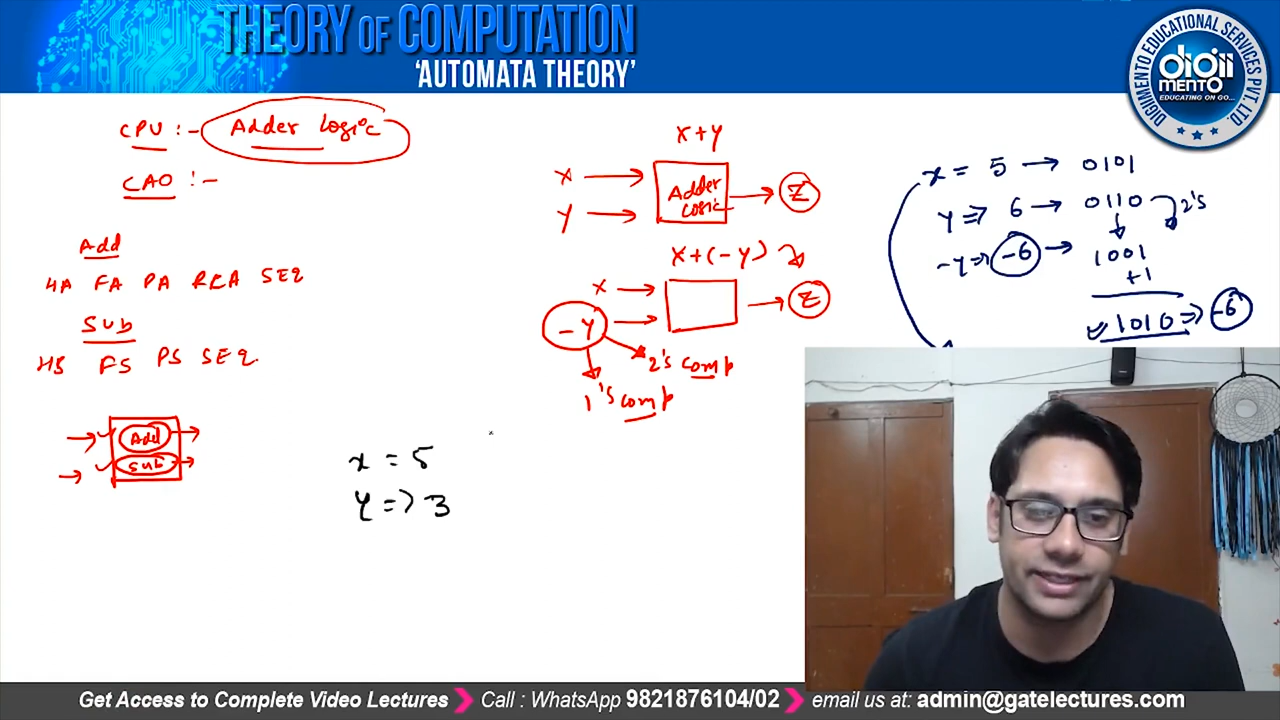 THEORY OF COMPUTATION
'AUTOMATA THEORY'
DIGIMENTO EDUCATIONAL SERVICES PVT. LTD.
digiimento
EDUCATING ON GO...
CPU :- Adder Logic
CAO :-
Add
HA FA PA RCA SEQ
Sub
HS FS PS SEQ.
Add
Sub
x = 5
Y => 3
X+Y
X
Y
Adder
Logic
Z
X+(-Y)
X
-Y
Z
2's comp
1's comp
x = 5 → 0101
Y => 6 → 0110 2's
-Y => -6 → 1001
+1
1010 => -6
Get Access to Complete Video Lectures Call : WhatsApp 9821876104/02 email us at: admin@gatelectures.com